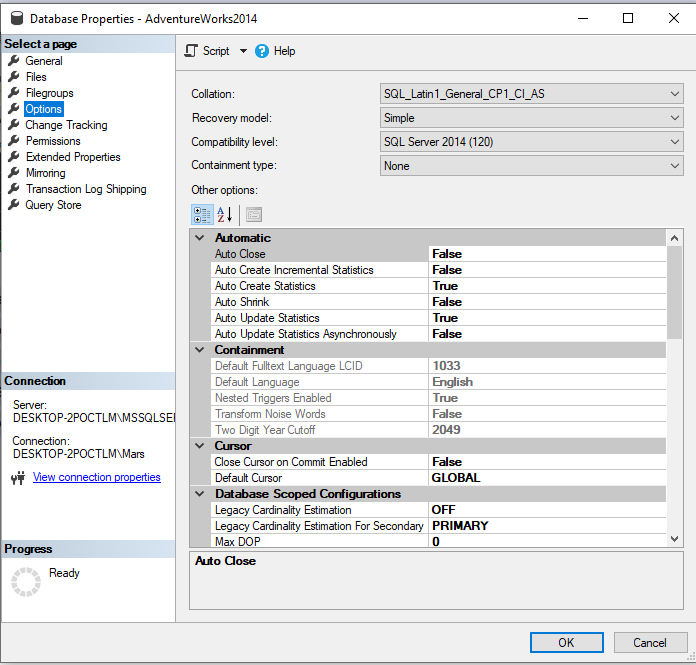 Database Properties - AdventureWorks2014
Select a page
General
Files
Filegroups
Options
Change Tracking
Permissions
Extended Properties
Mirroring
Transaction Log Shipping
Query Store
Connection
Server:
DESKTOP-2POCTLM\MSSQLSE
Connection:
DESKTOP-2POCTLM\Mars
View connection properties
Progress
Ready
Script Help
Collation: SQL_Latin1_General_CP1_CI_AS
Recovery model: Simple
Compatibility level: SQL Server 2014 (120)
Containment type: None
Other options:
A
Z
Automatic
Auto Close False
Auto Create Incremental Statistics False
Auto Create Statistics True
Auto Shrink False
Auto Update Statistics True
Auto Update Statistics Asynchronously False
Containment
Default Fulltext Language LCID 1033
Default Language English
Nested Triggers Enabled True
Transform Noise Words False
Two Digit Year Cutoff 2049
Cursor
Close Cursor on Commit Enabled False
Default Cursor GLOBAL
Database Scoped Configurations
Legacy Cardinality Estimation OFF
Legacy Cardinality Estimation For Secondary PRIMARY
Max DOP 0
Auto Close
OK Cancel